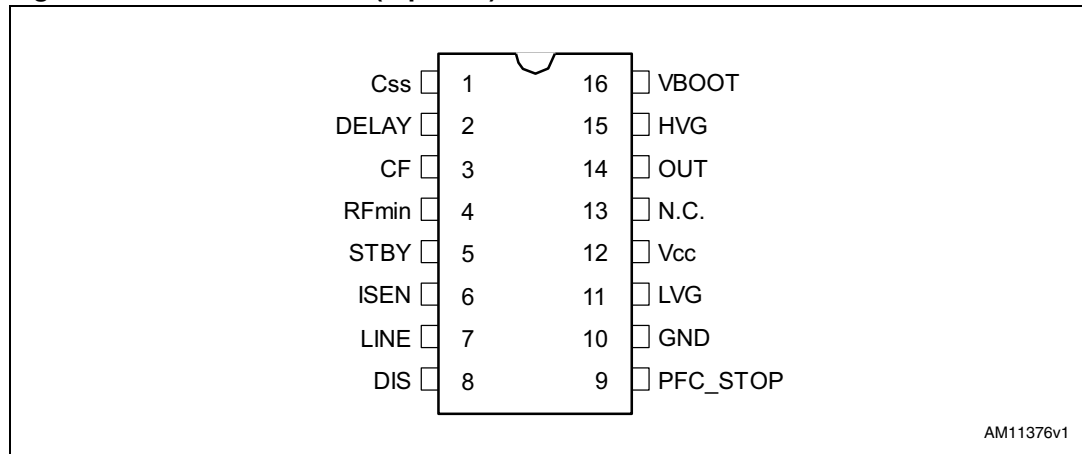 Css 1 16 VBOOT
DELAY 2 15 HVG
CF 3 14 OUT
RFmin 4 13 N.C.
STBY 5 12 Vcc
ISEN 6 11 LVG
LINE 7 10 GND
DIS 8 9 PFC_STOP
AM11376v1